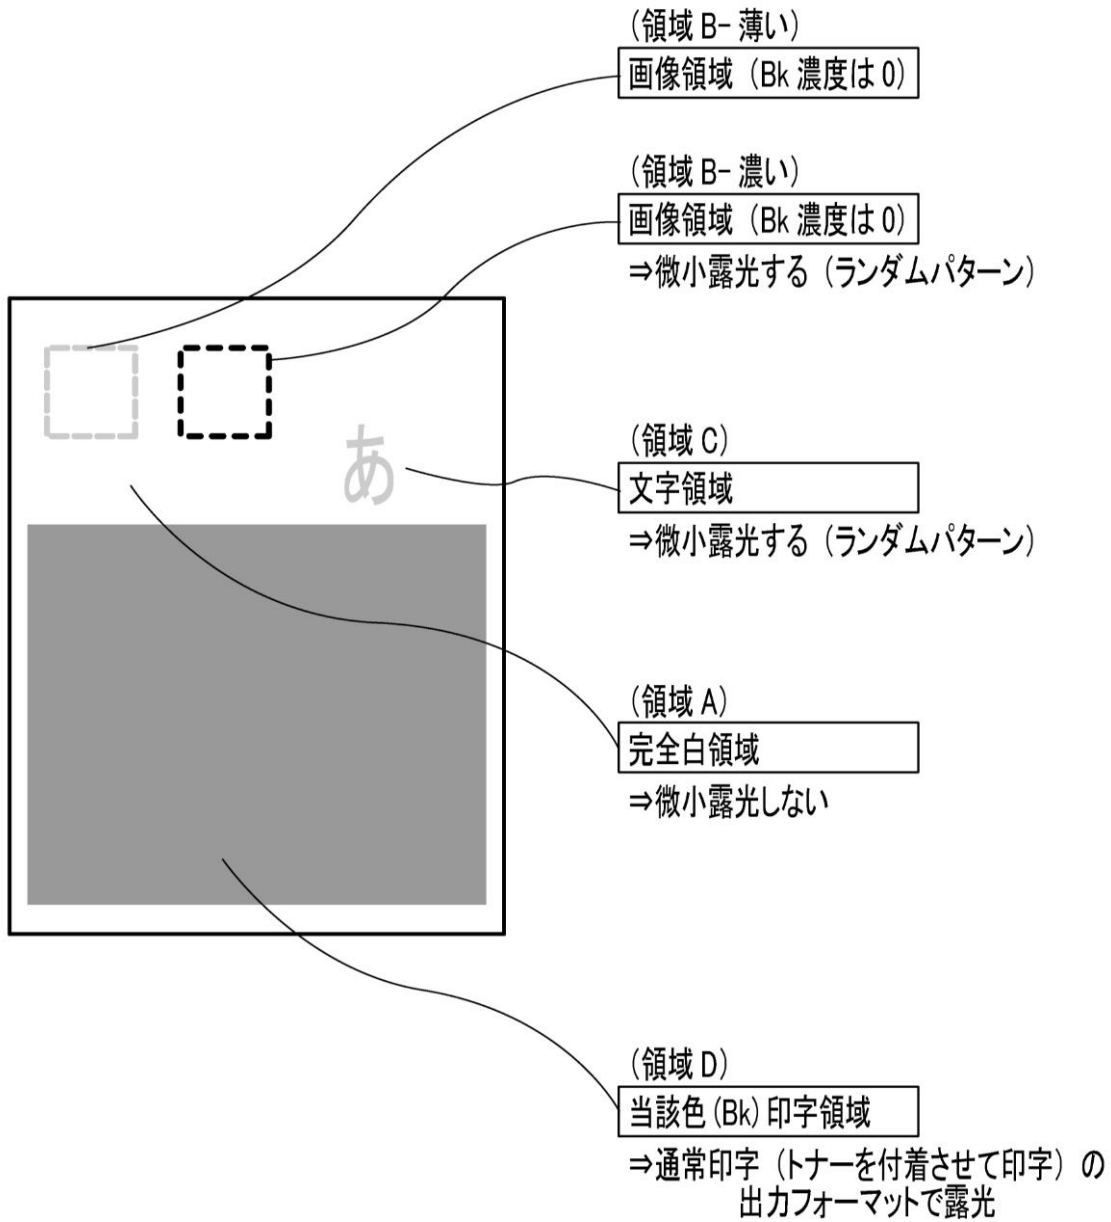 (領域 B- 薄い)
画像領域 (Bk 濃度は 0)
(領域 B- 濃い)
画像領域 (Bk 濃度は 0)
⇒微小露光する (ランダムパターン)
あ
(領域 C)
文字領域
⇒微小露光する (ランダムパターン)
(領域 A)
完全白領域
⇒微小露光しない
(領域 D)
当該色 (Bk) 印字領域
⇒通常印字 (トナーを付着させて印字) の
出力フォーマットで露光